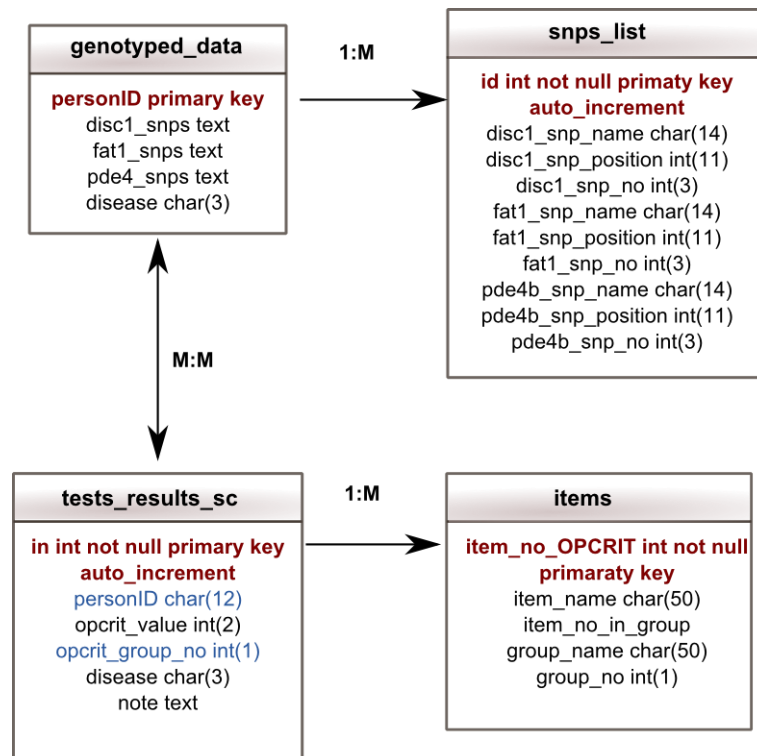 genotyped_data
personID primary key
disc1_snps text
fat1_snps text
pde4_snps text
disease char(3)
1:M
snps_list
id int not null primaty key
auto_increment
disc1_snp_name char(14)
disc1_snp_position int(11)
disc1_snp_no int(3)
fat1_snp_name char(14)
fat1_snp_position int(11)
fat1_snp_no int(3)
pde4b_snp_name char(14)
pde4b_snp_position int(11)
pde4b_snp_no int(3)
M:M
tests_results_sc
in int not null primary key
auto_increment
personID char(12)
opcrit_value int(2)
opcrit_group_no int(1)
disease char(3)
note text
1:M
items
item_no_OPCRIT int not null
primaraty key
item_name char(50)
item_no_in_group
group_name char(50)
group_no int(1)